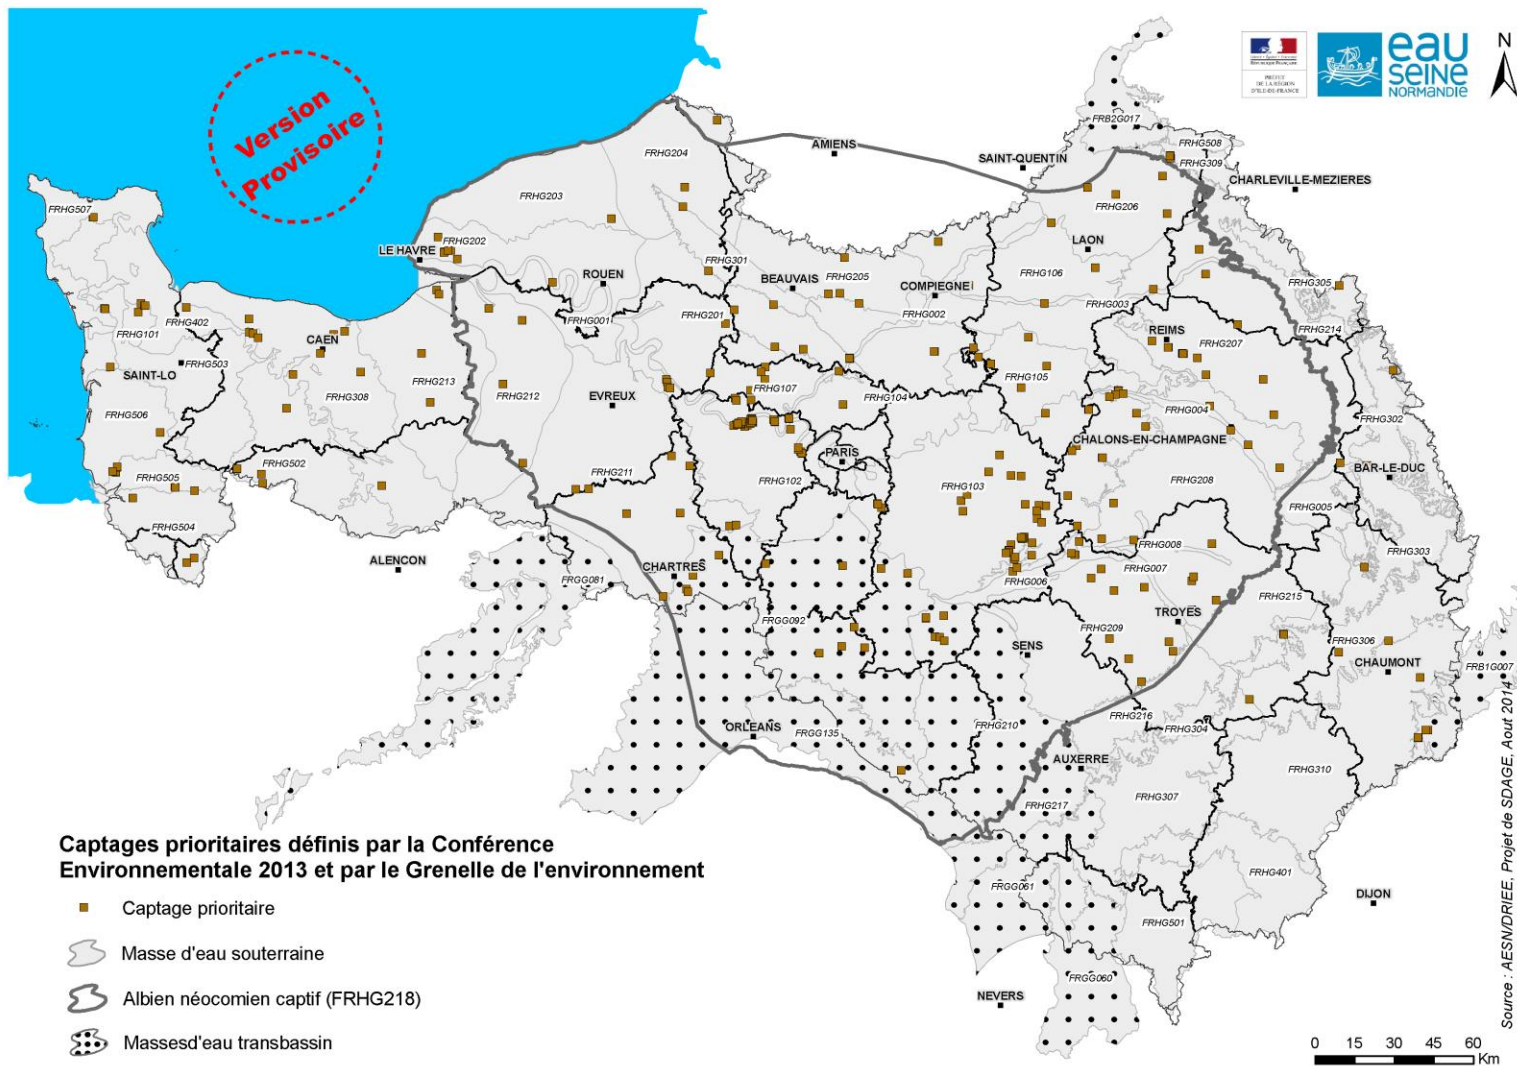 Version
Provisoire
PRÉFET
DE LA RÉGION
D'ÎLE-DE-FRANCE
eau
SEINE
NORMANDIE
N
FRB2G017
FRHG508
FRHG309
AMIENS
SAINT-QUENTIN
CHARLEVILLE-MEZIERES
FRHG204
FRHG203
FRHG206
FRHG507
LE HAVRE
FRHG202
LAON
ROUEN
FRHG301
BEAUVAIS
FRHG205
COMPIEGNE
FRHG106
FRHG305
FRHG003
FRHG101
FRHG402
FRHG001
FRHG201
FRHG002
CAEN
REIMS
FRHG207
FRHG214
SAINT-LO
FRHG503
FRHG105
FRHG308
FRHG213
FRHG212
EVREUX
FRHG107
FRHG104
FRHG004
FRHG506
FRHG302
CHALONS-EN-CHAMPAGNE
PARIS
FRHG502
FRHG505
FRHG211
FRHG102
FRHG103
FRHG208
BAR-LE-DUC
FRHG504
FRHG005
ALENCON
FRHG008
FRHG303
CHARTRES
FRGG081
FRHG006
FRHG007
FRHG215
TROYES
FRGG092
FRHG209
SENS
FRHG306
CHAUMONT
FRB1G007
ORLEANS
FRGG135
FRHG210
FRHG216
FRHG304
AUXERRE
FRHG310
FRHG217
FRHG307
FRGG061
FRHG401
DIJON
FRHG501
FRGG060
NEVERS
Captages prioritaires définis par la Conférence
Environnementale 2013 et par le Grenelle de l'environnement
Captage prioritaire
Masse d'eau souterraine
Albien néocomien captif (FRHG218)
Massesd'eau transbassin
0 15 30 45 60
Km
Source : AESN/DRIEE, Projet de SDAGE, Aout 2014